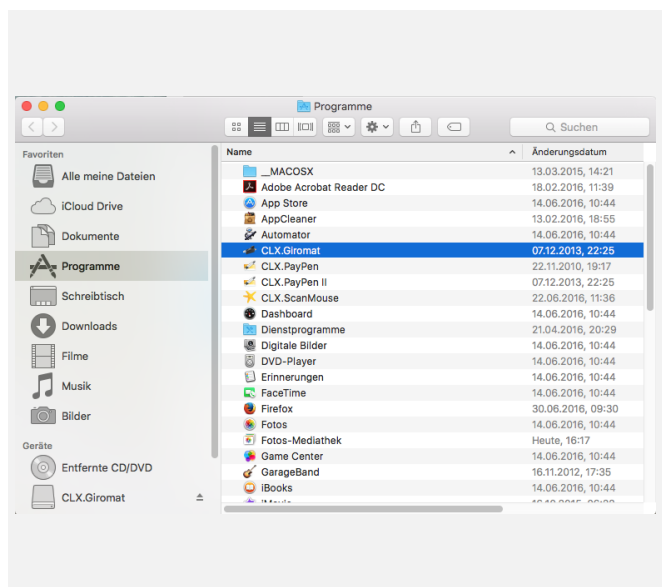 Programme
Suchen
Favoriten
Alle meine Dateien
iCloud Drive
Dokumente
Programme
Schreibtisch
Downloads
Filme
Musik
Bilder
Geräte
Entfernte CD/DVD
CLX.Giromat
Name Änderungsdatum
__MACOSX 13.03.2015, 14:21
Adobe Acrobat Reader DC 18.02.2016, 11:39
App Store 14.06.2016, 10:44
AppCleaner 13.02.2016, 18:55
Automator 14.06.2016, 10:44
CLX.Giromat 07.12.2013, 22:25
CLX.PayPen 22.11.2010, 19:17
CLX.PayPen II 07.12.2013, 22:25
CLX.ScanMouse 22.06.2016, 11:36
Dashboard 14.06.2016, 10:44
Dienstprogramme 21.04.2016, 20:29
Digitale Bilder 14.06.2016, 10:44
DVD-Player 14.06.2016, 10:44
Erinnerungen 14.06.2016, 10:44
FaceTime 14.06.2016, 10:44
Firefox 30.06.2016, 09:30
Fotos 14.06.2016, 10:44
Fotos-Mediathek Heute, 16:17
Game Center 14.06.2016, 10:44
GarageBand 16.11.2012, 17:35
iBooks 14.06.2016, 10:44